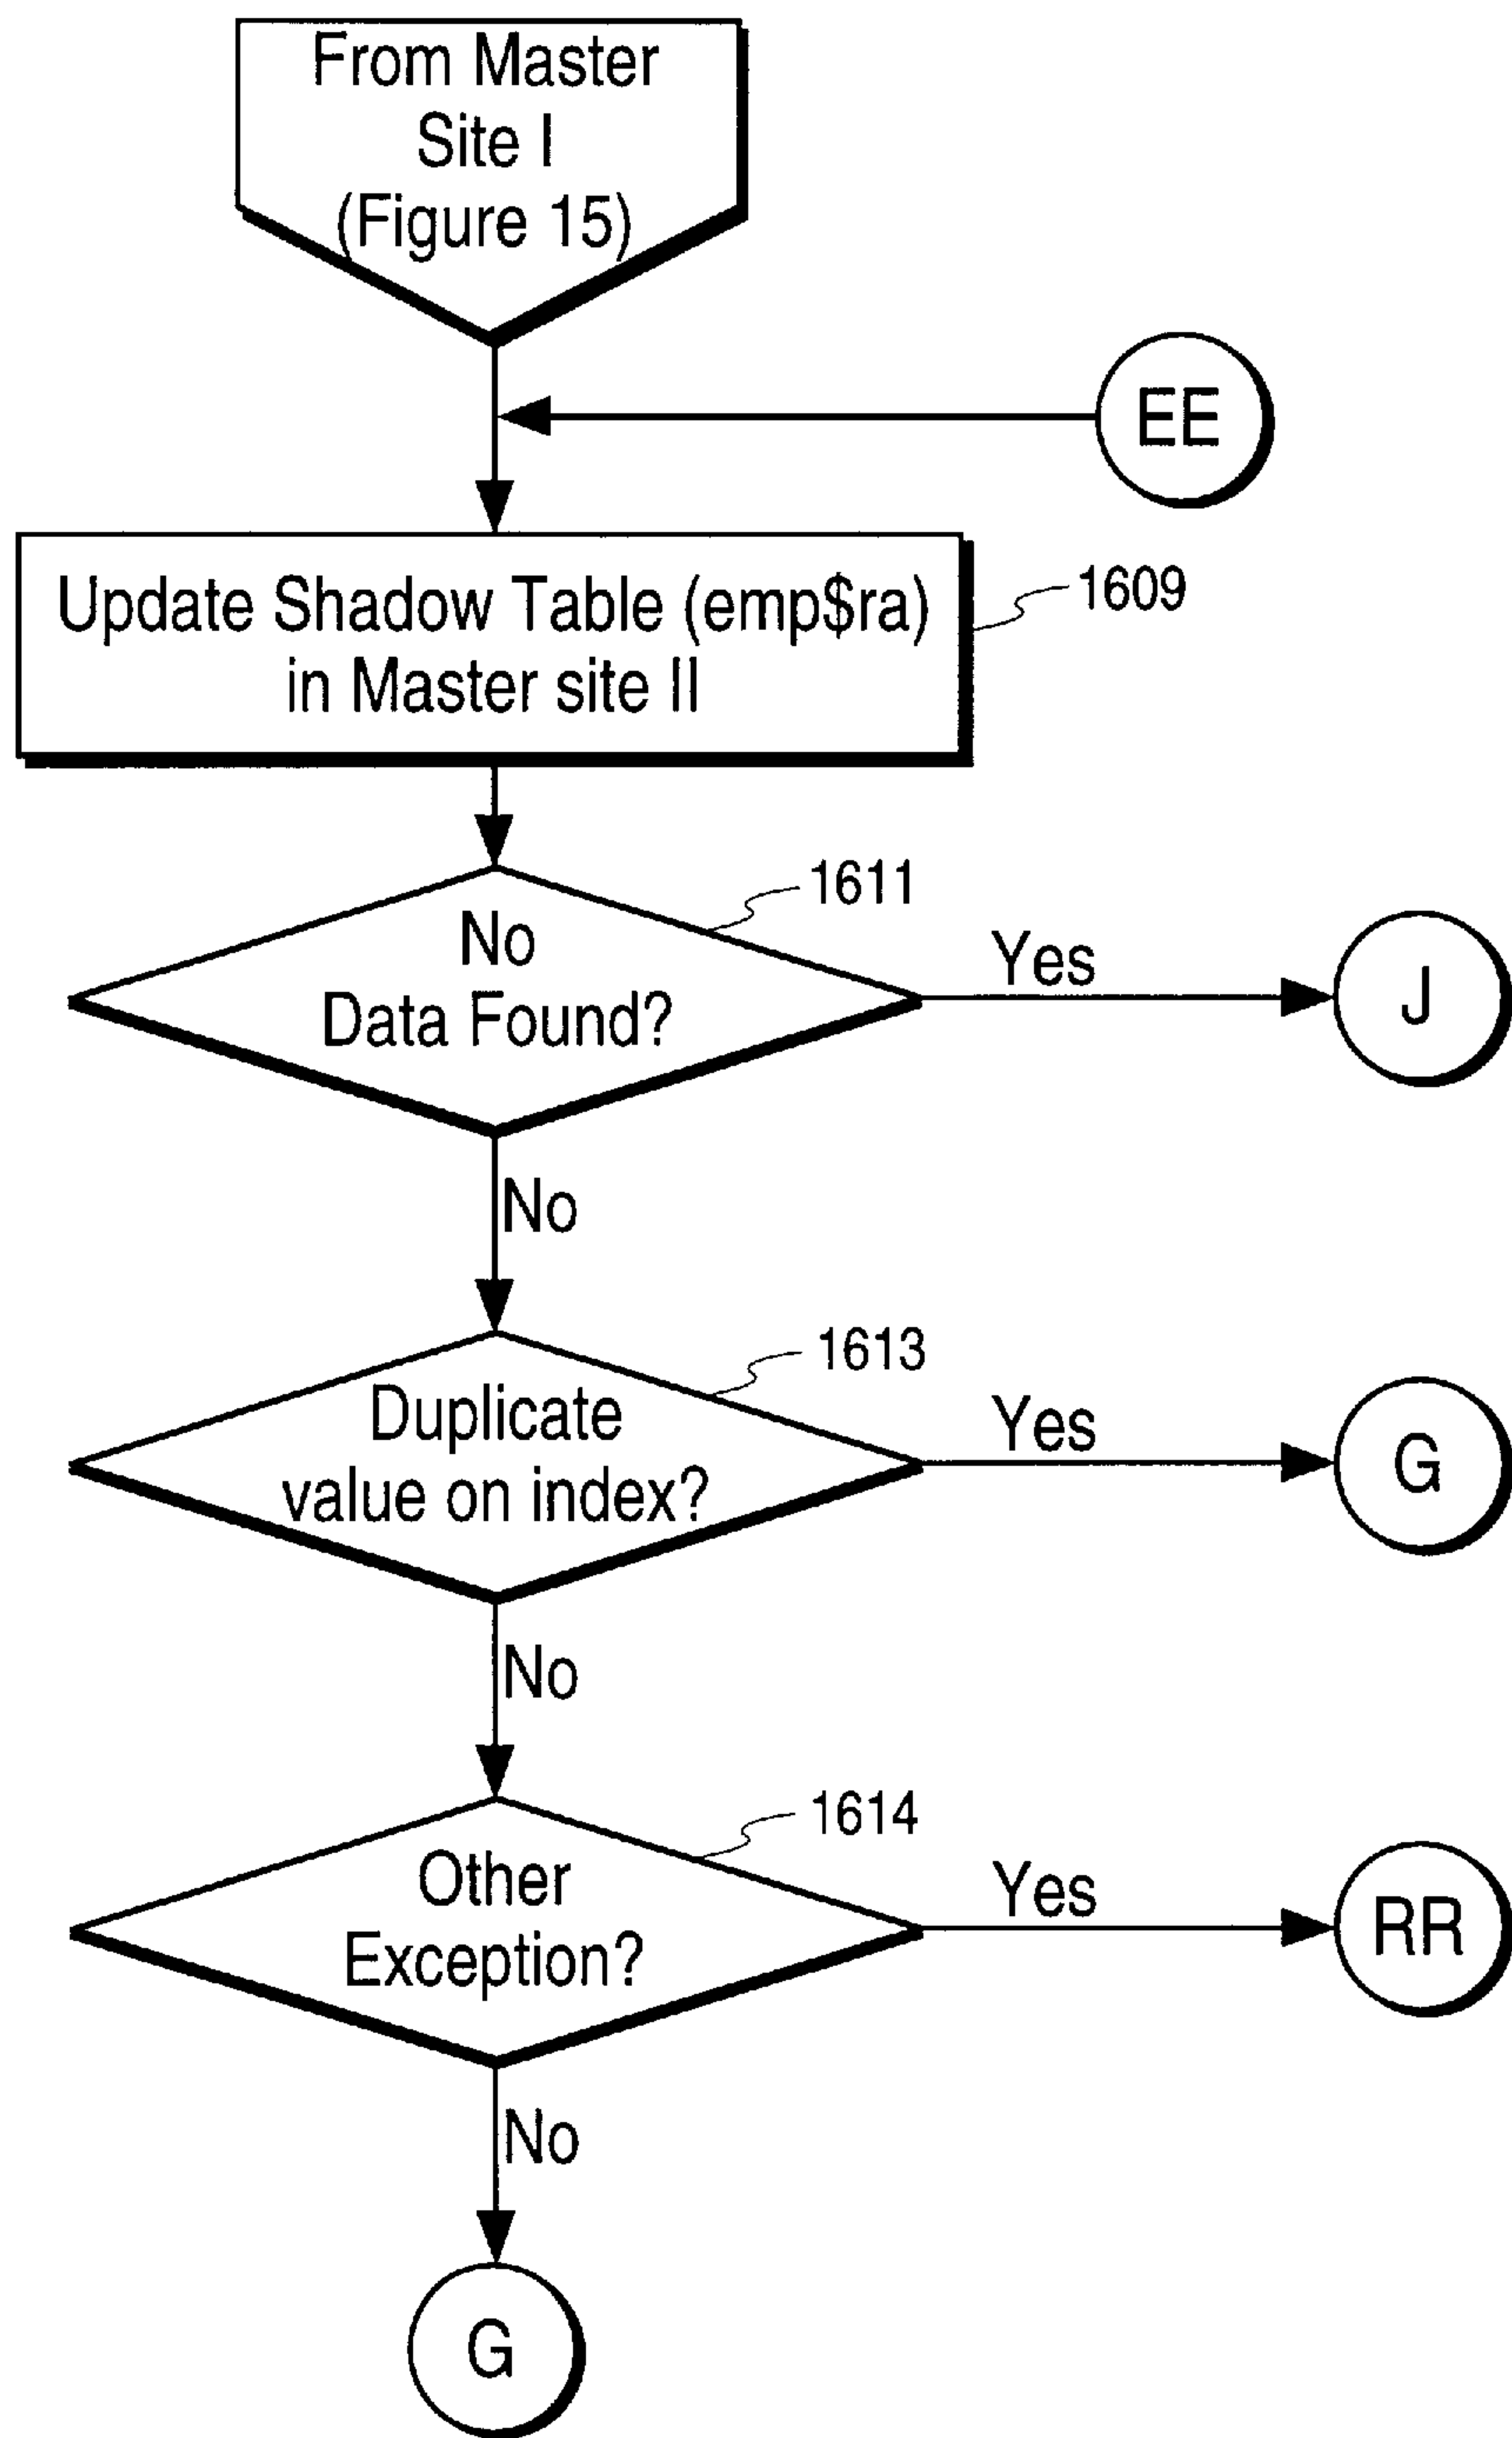 From Master
Site I
(Figure 15)
EE
Update Shadow Table (emp$ra)
in Master site II
1609
1611
No
Data Found?
Yes
J
No
1613
Duplicate
value on index?
Yes
G
No
1614
Other
Exception?
Yes
RR
No
G